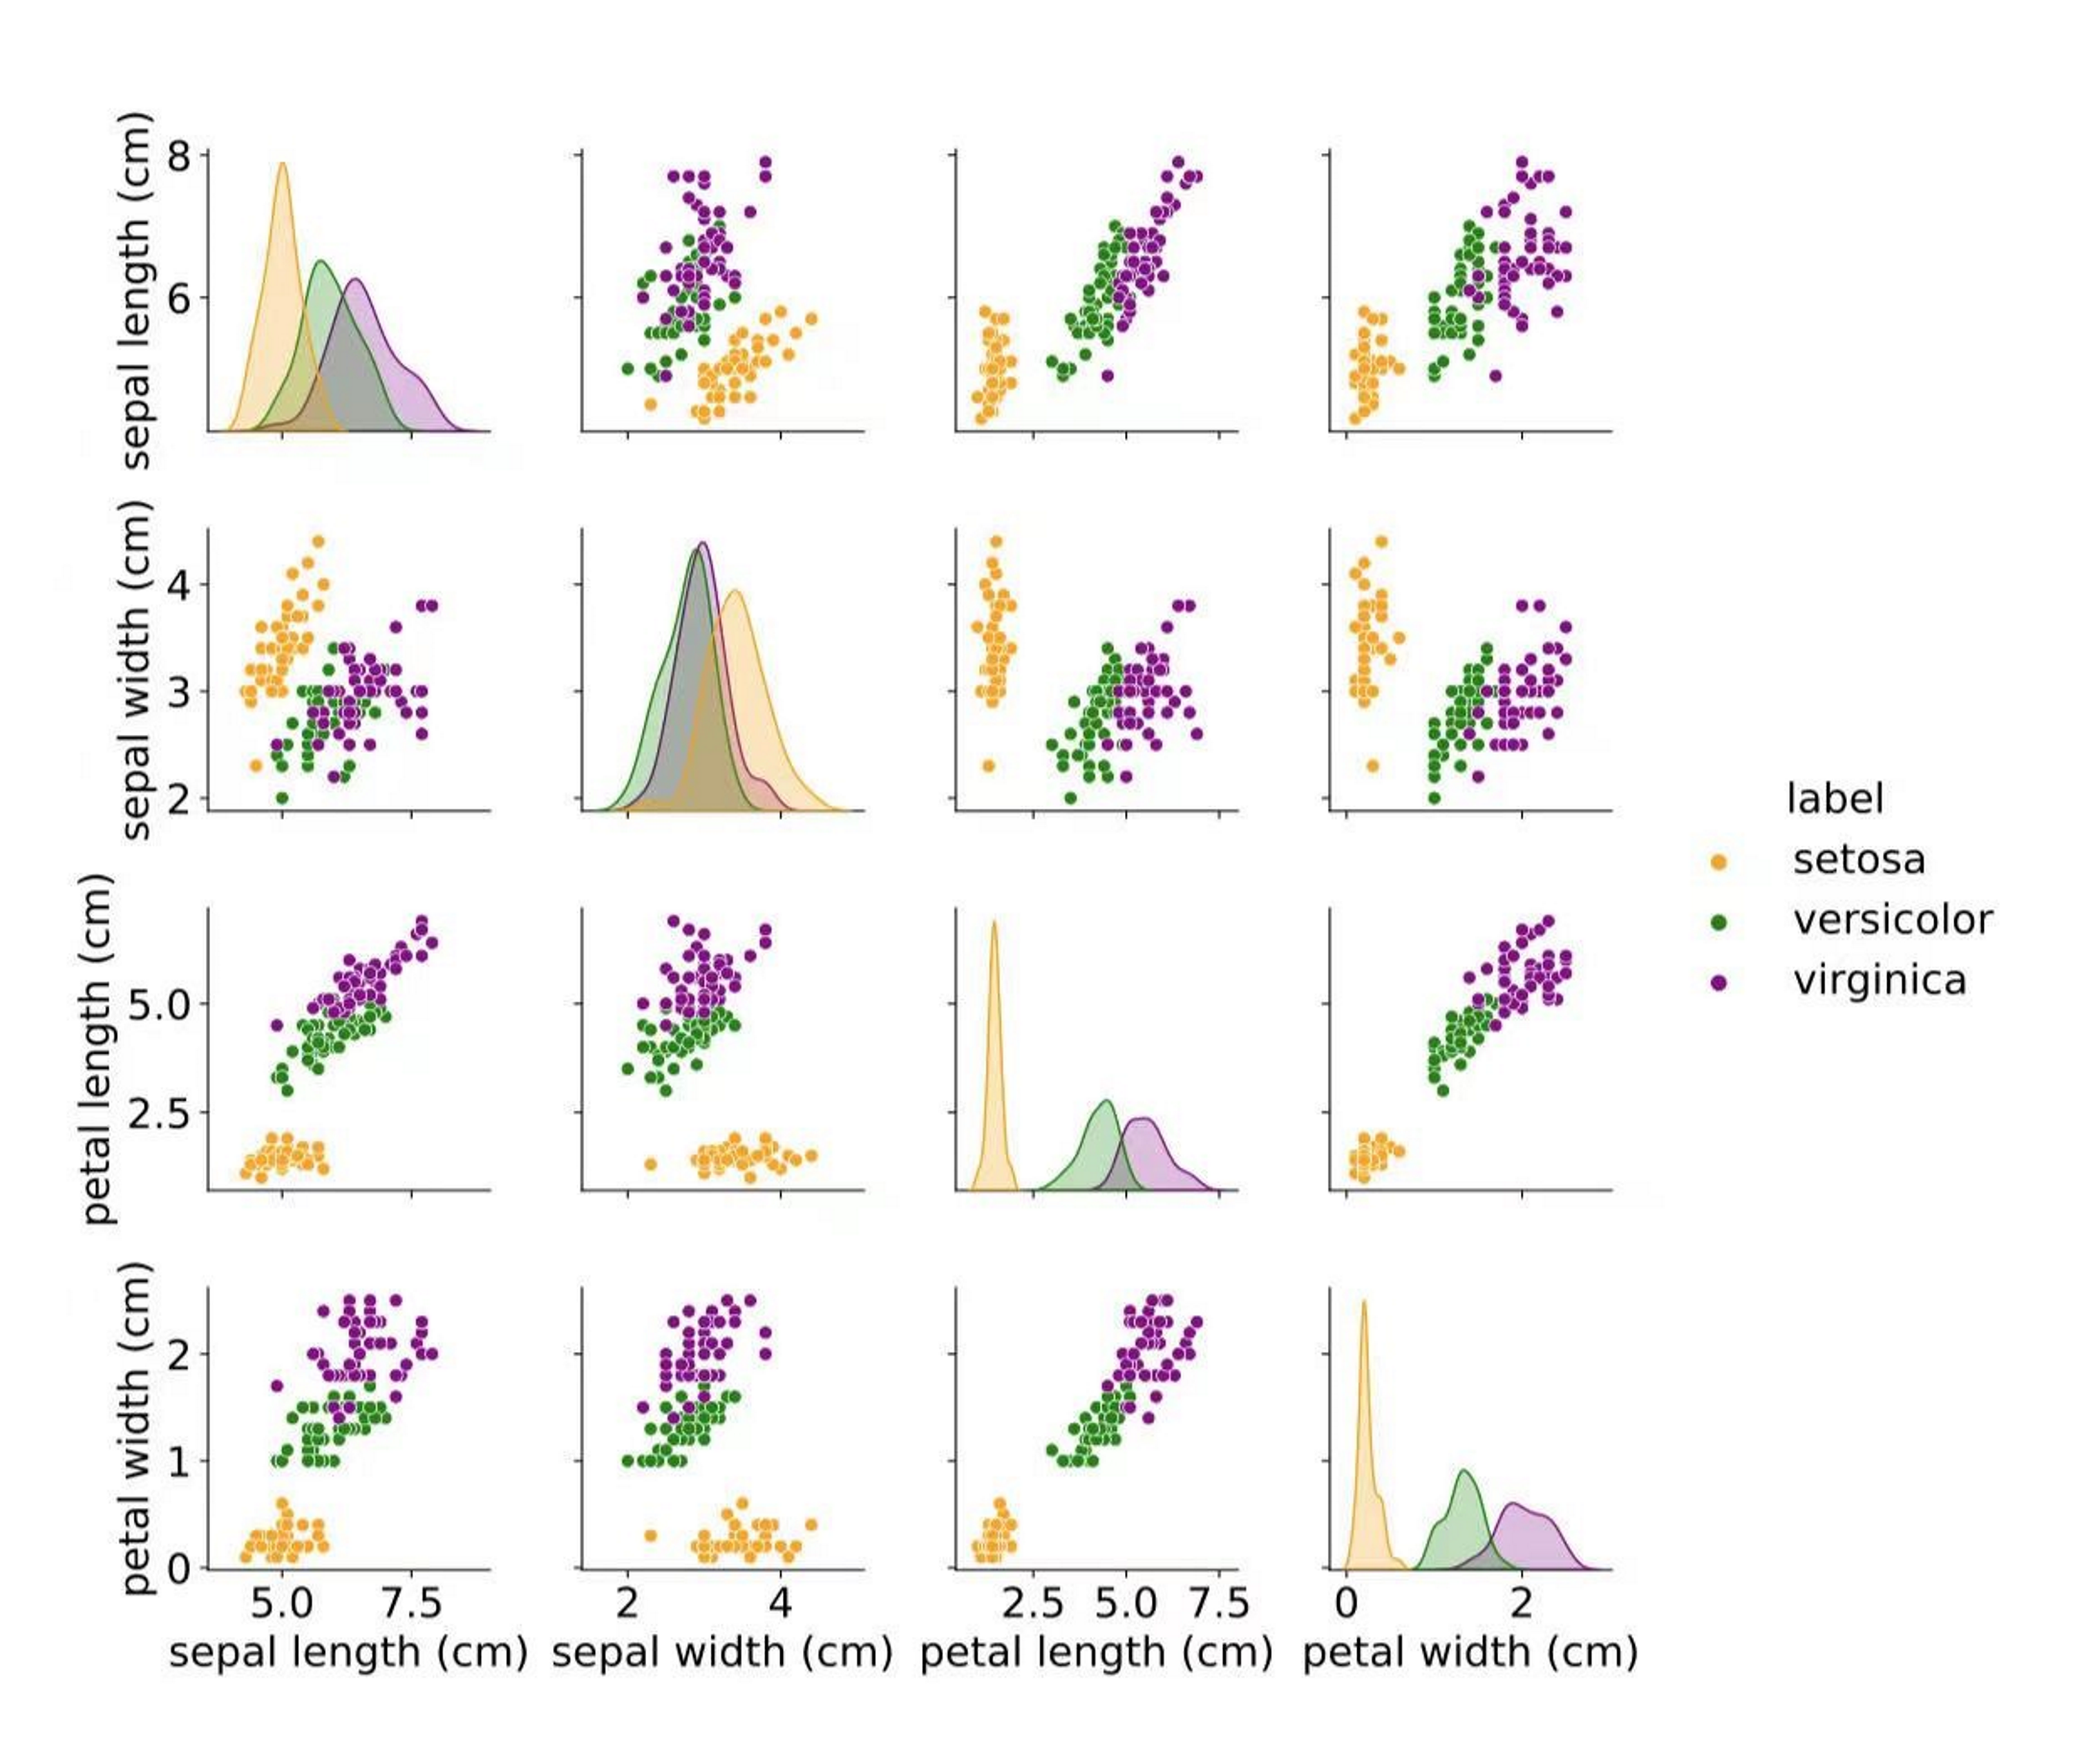 sepal length (cm)
8
6
sepal width (cm)
4
3
2
petal length (cm)
5.0
2.5
petal width (cm)
2
1
0
5.0 7.5
2 4
2.5 5.0 7.5
0 2
sepal length (cm)
sepal width (cm)
petal length (cm)
petal width (cm)
label
setosa
versicolor
virginica